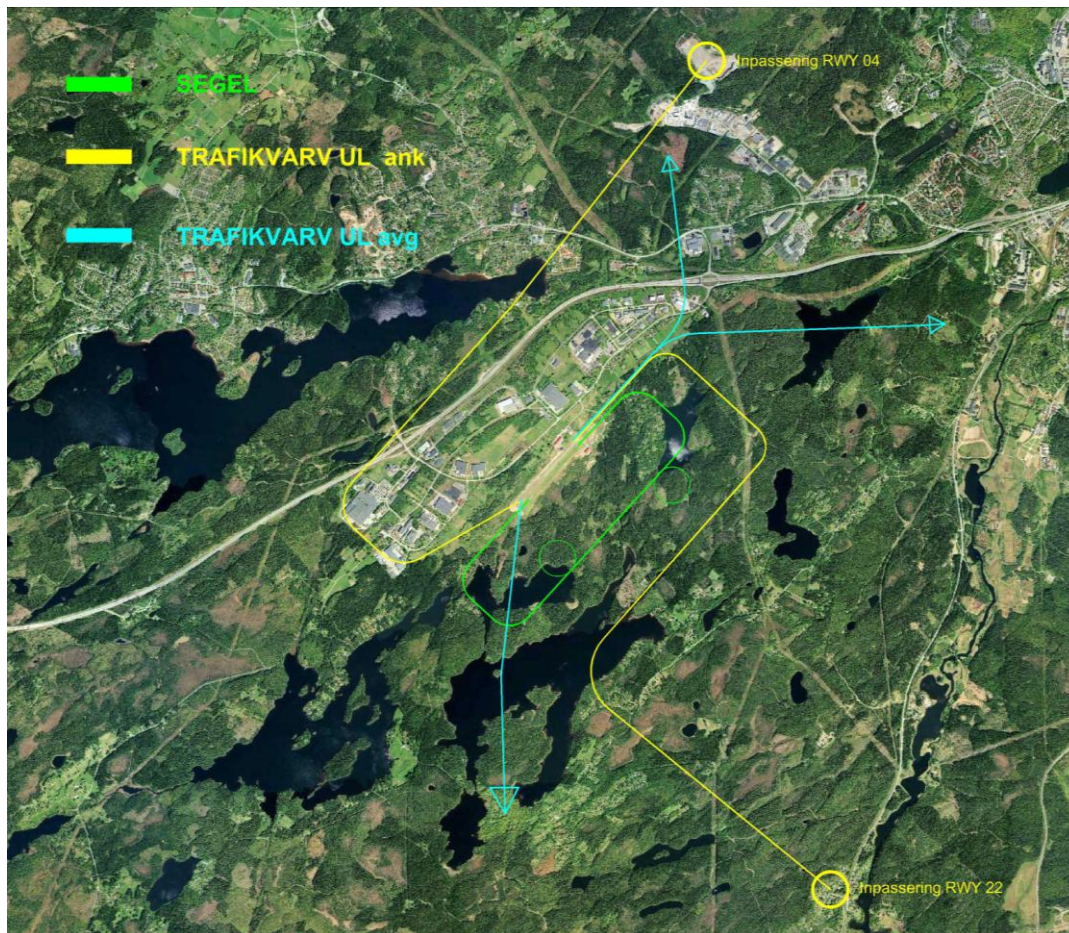 Inpassering RWY 04
SEGEL
TRAFIKVARV UL ank
TRAFIKVARV UL avg
Inpassering RWY 22